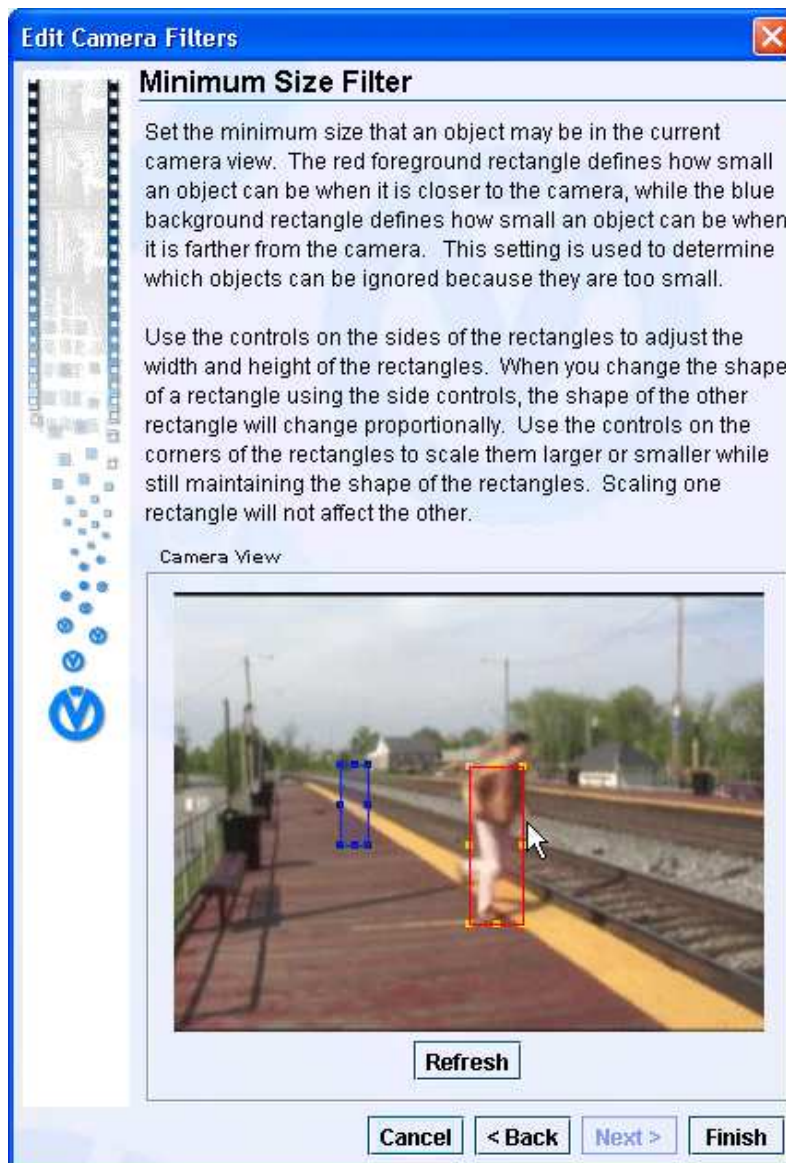 Edit Camera Filters
Minimum Size Filter
Set the minimum size that an object may be in the current
camera view. The red foreground rectangle defines how small
an object can be when it is closer to the camera, while the blue
background rectangle defines how small an object can be when
it is farther from the camera. This setting is used to determine
which objects can be ignored because they are too small.
Use the controls on the sides of the rectangles to adjust the
width and height of the rectangles. When you change the shape
of a rectangle using the side controls, the shape of the other
rectangle will change proportionally. Use the controls on the
corners of the rectangles to scale them larger or smaller while
still maintaining the shape of the rectangles. Scaling one
rectangle will not affect the other.
Camera View
Refresh
Cancel
< Back
Next >
Finish